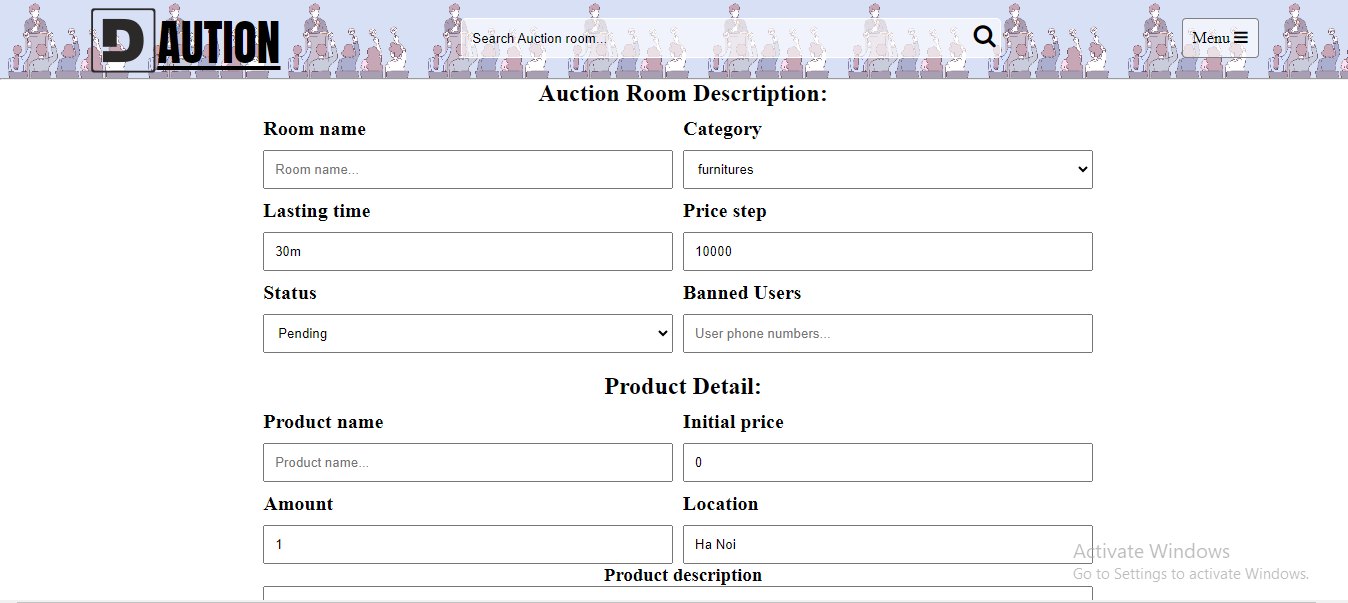 D AUTION
Search Auction room...
Menu
Auction Room Descrtiption:
Room name Category
Room name... furnitures
Lasting time Price step
30m 10000
Status Banned Users
Pending User phone numbers...
Product Detail:
Product name Initial price
Product name... 0
Amount Location
1 Ha Noi
Activate Windows
Go to Settings to activate Windows.
Product description